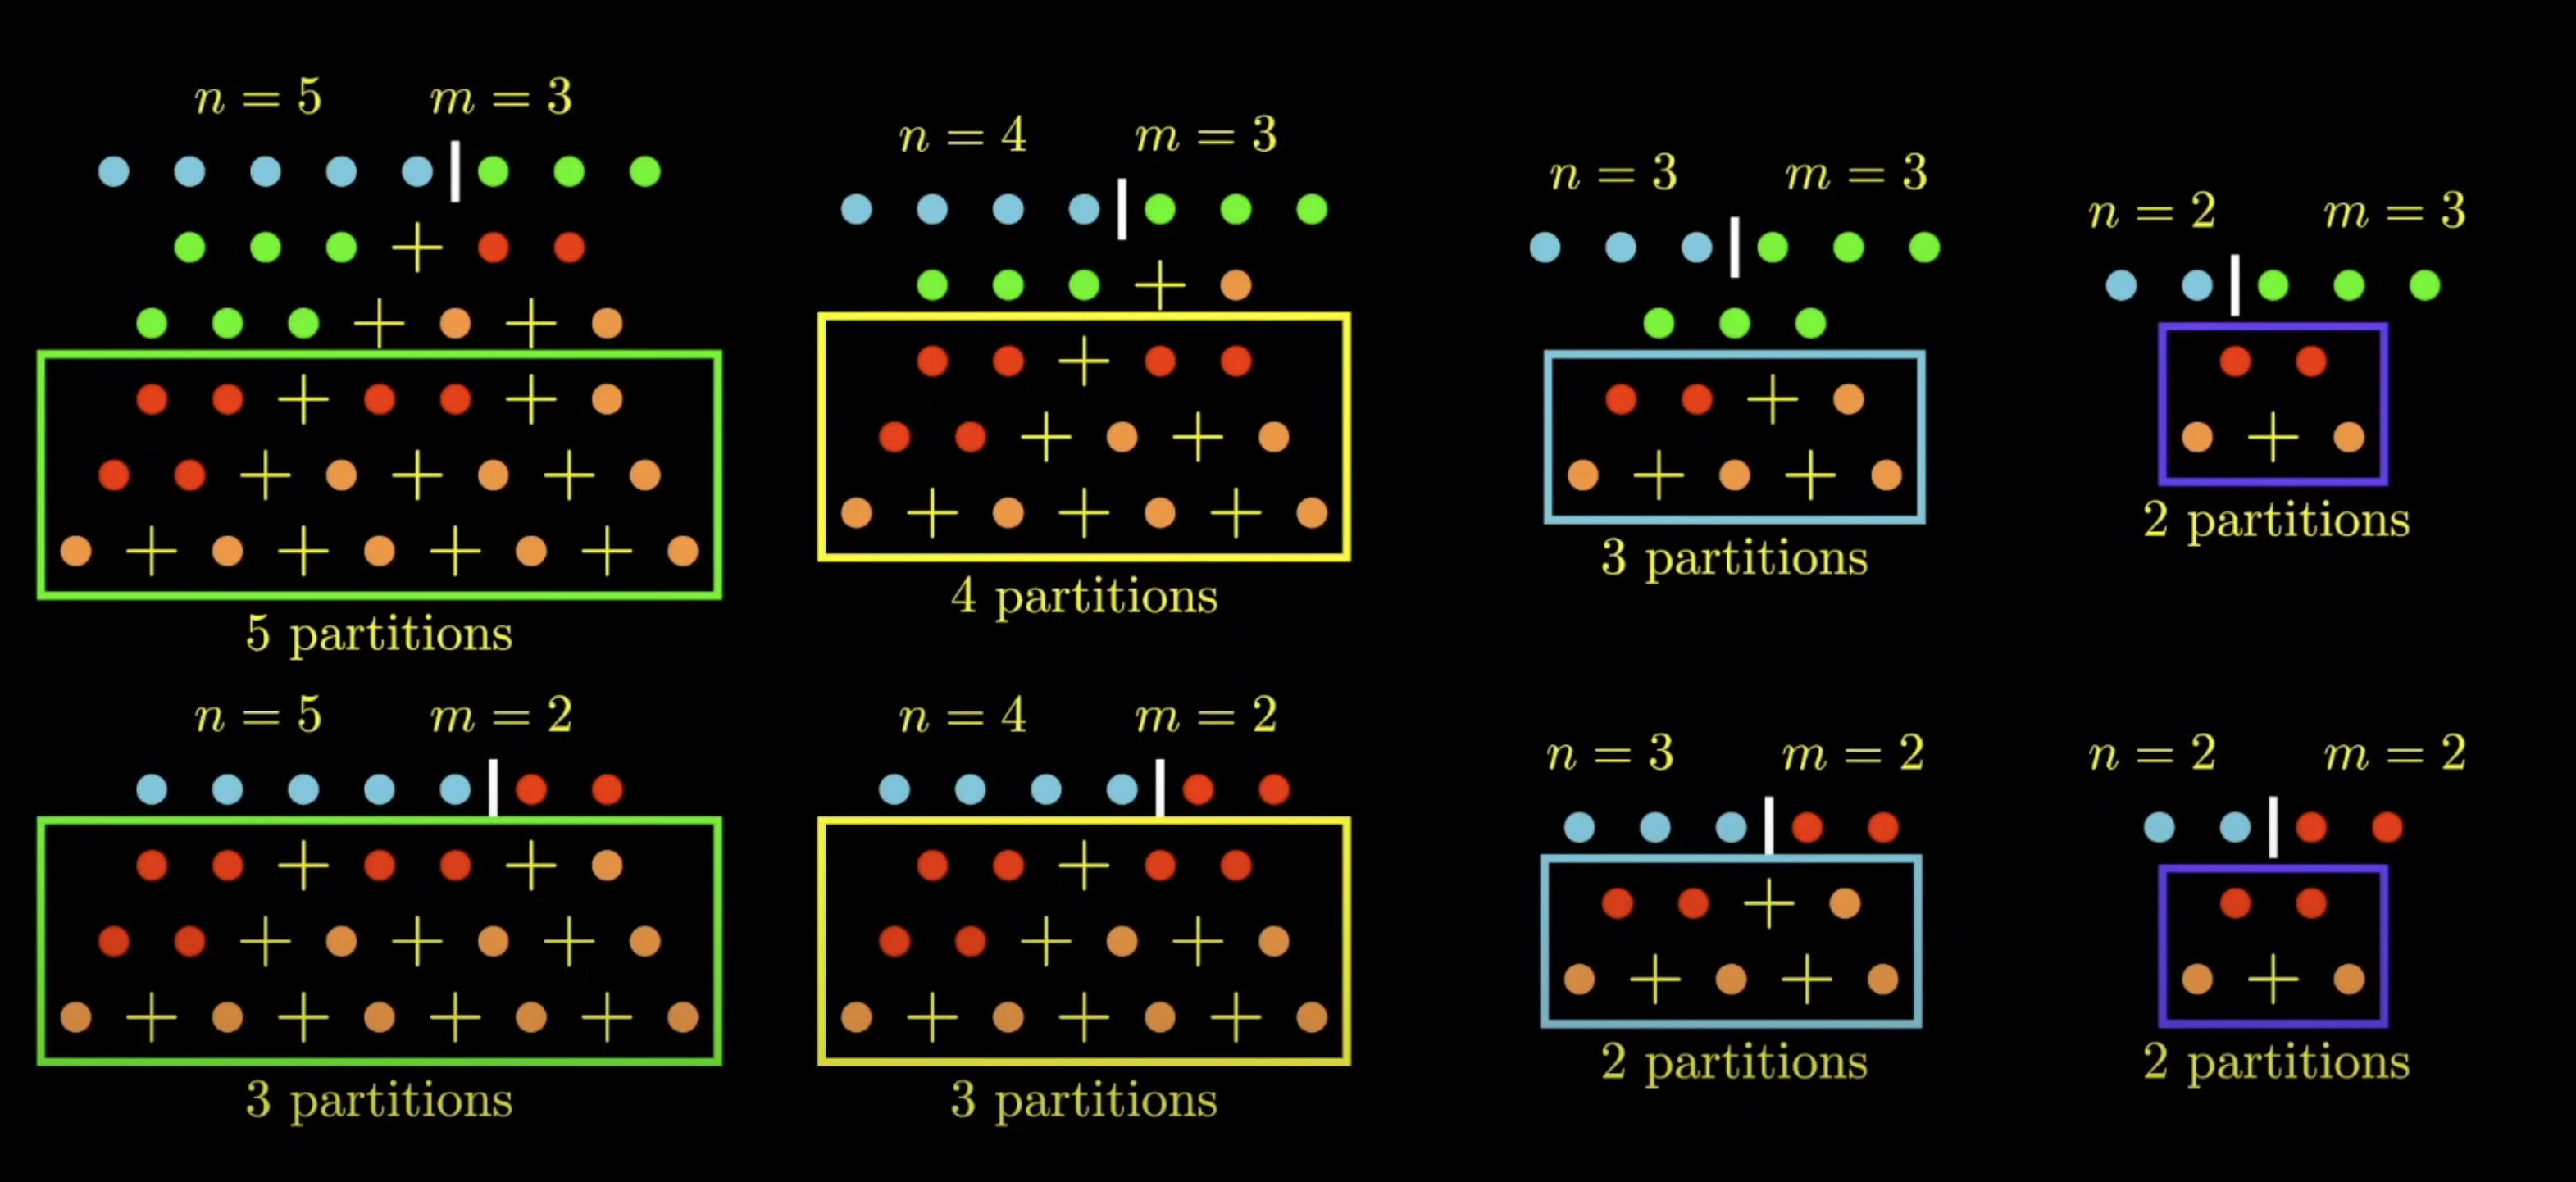 n = 5 m = 3
n = 4 m = 3
n = 3 m = 3
n = 2 m = 3
5 partitions
4 partitions
3 partitions
2 partitions
n = 5 m = 2
n = 4 m = 2
n = 3 m = 2
n = 2 m = 2
3 partitions
3 partitions
2 partitions
2 partitions